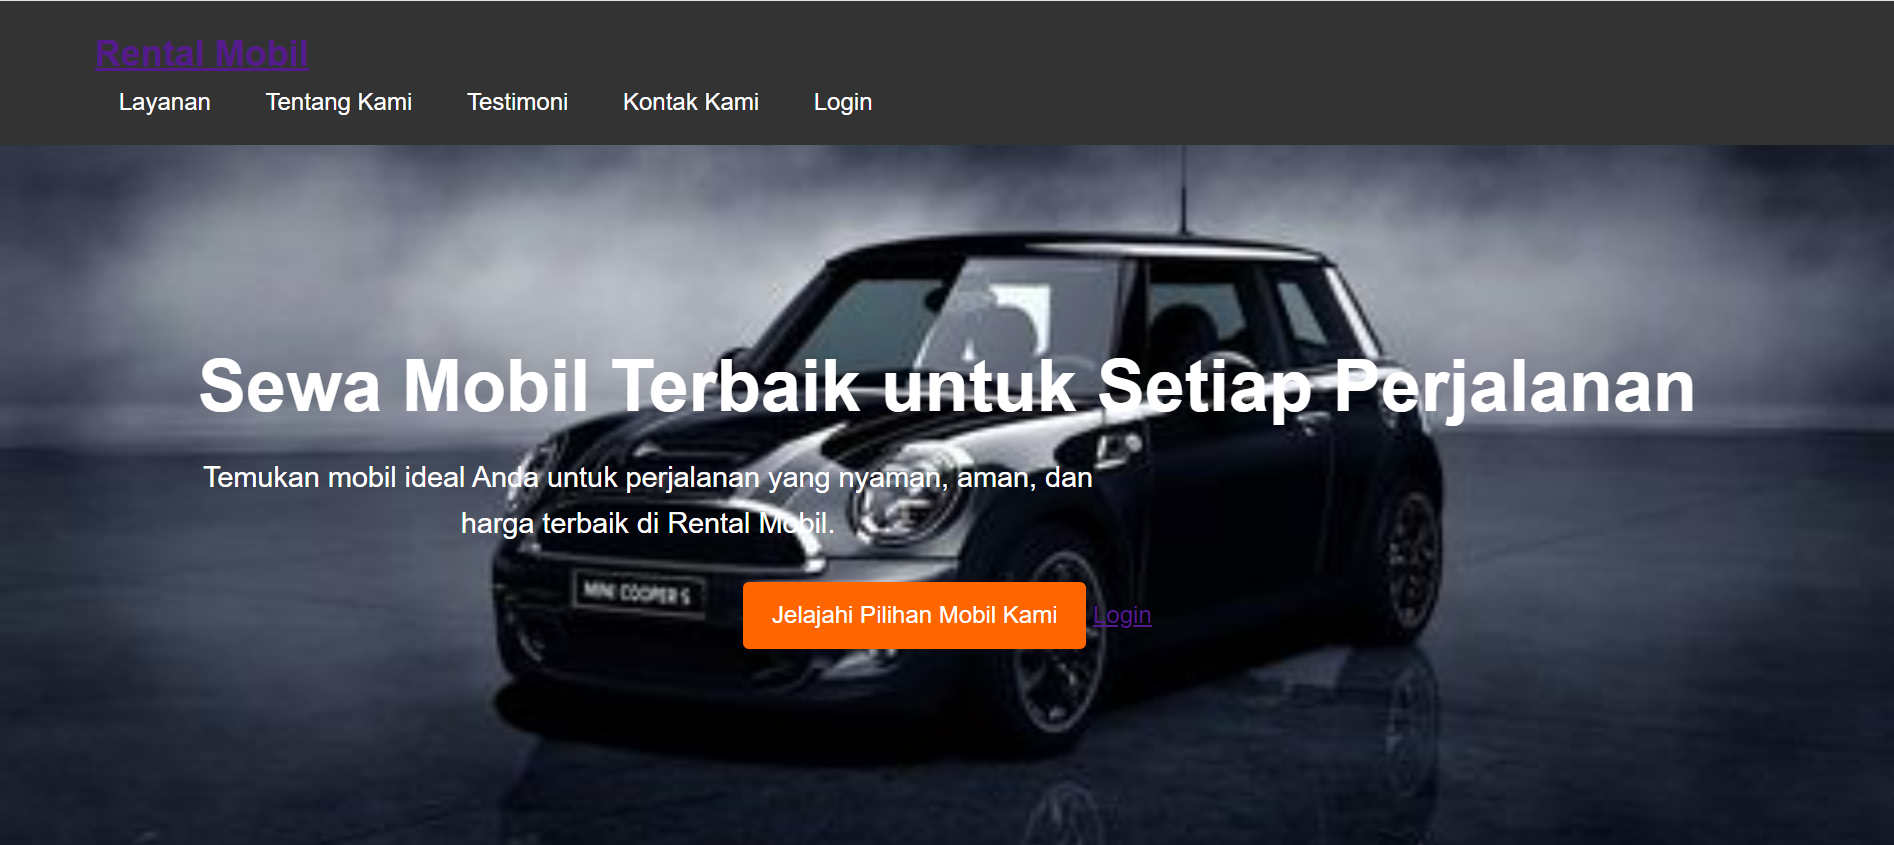 Rental Mobil
Layanan Tentang Kami Testimoni Kontak Kami Login
Sewa Mobil Terbaik untuk Setiap Perjalanan
Temukan mobil ideal Anda untuk perjalanan yang nyaman, aman, dan
harga terbaik di Rental Mobil.
Jelajahi Pilihan Mobil Kami Login
MINI COOPER S